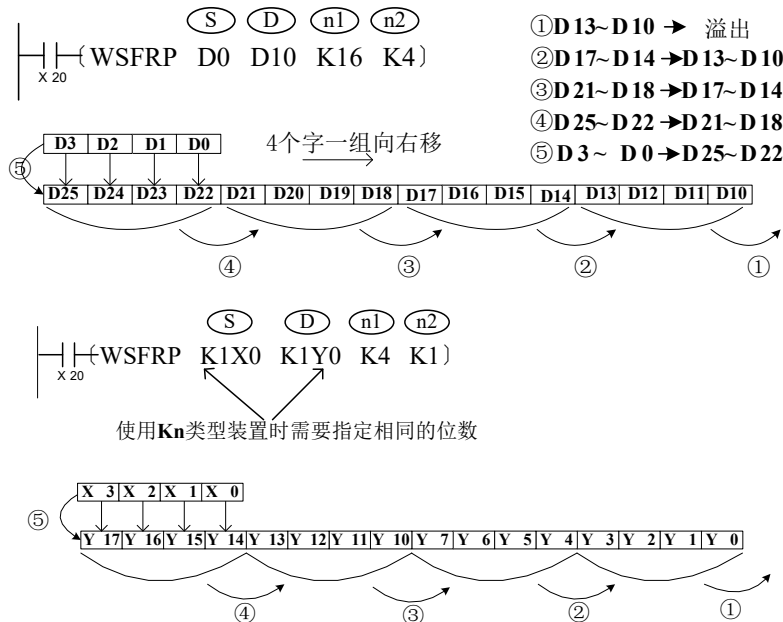 S D n1 n2
X 20
〔WSFRP D0 D10 K16 K4〕
①D13~D10→ 溢出
②D17~D14→D13~D10
③D21~D18→D17~D14
④D25~D22→D21~D18
⑤D3~ D0→D25~D22
D3 D2 D1 D0
4个字一组向右移
⑤
D25 D24 D23 D22 D21 D20 D19 D18 D17 D16 D15 D14 D13 D12 D11 D10
④ ③ ② ①
S D n1 n2
X 20
WSFRP K1X0 K1Y0 K4 K1〕
使用Kn类型装置时需要指定相同的位数
X 3 X 2 X 1 X 0
⑤
Y 17 Y 16 Y 15 Y 14 Y 13 Y 12 Y 11 Y 10 Y 7 Y 6 Y 5 Y 4 Y 3 Y 2 Y 1 Y 0
④ ③ ② ①